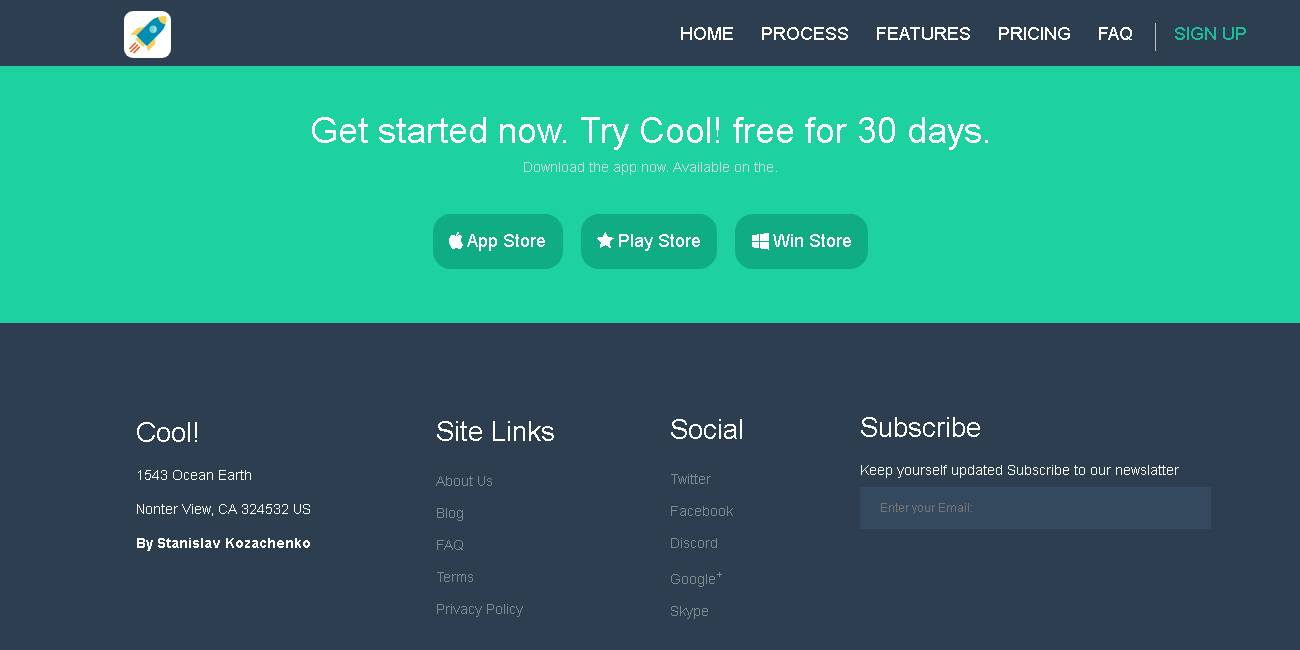 HOME PROCESS FEATURES PRICING FAQ SIGN UP
Get started now. Try Cool! free for 30 days.
Download the app now. Available on the.
App Store
Play Store
Win Store
Cool!
1543 Ocean Earth
Nonter View, CA 324532 US
By Stanislav Kozachenko
Site Links
About Us
Blog
FAQ
Terms
Privacy Policy
Social
Twitter
Facebook
Discord
Google+
Skype
Subscribe
Keep yourself updated Subscribe to our newslatter
Enter your Email: